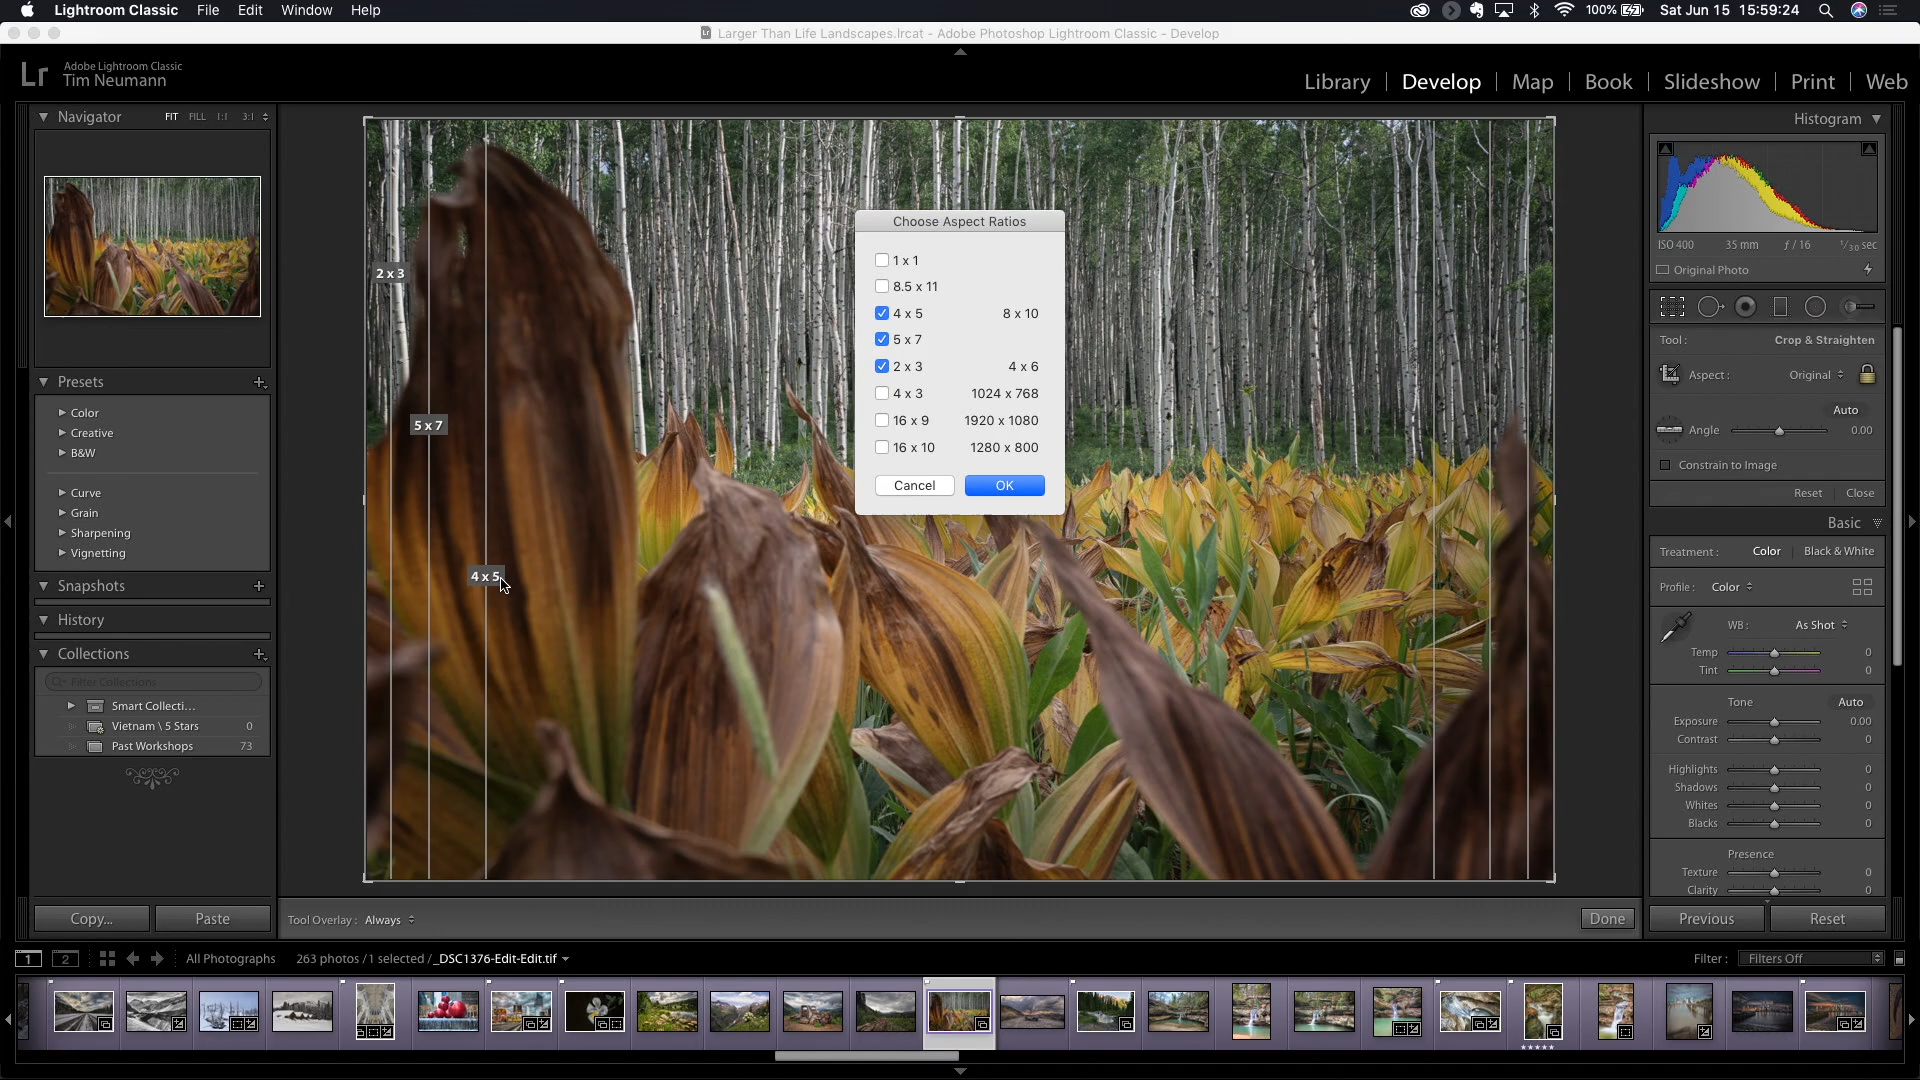 Lightroom Classic File Edit Window Help
100% Sat Jun 15 15:59:24
Larger Than Life Landscapes.lrcat - Adobe Photoshop Lightroom Classic - Develop
Lr Adobe Lightroom Classic
Tim Neumann
Library | Develop | Map | Book | Slideshow | Print | Web
Navigator FIT FILL 1:1 3:1
Presets
Color
Creative
B&W
Curve
Grain
Sharpening
Vignetting
Snapshots
History
Collections
Filter Collections
Smart Collecti...
Vietnam \ 5 Stars 0
Past Workshops 73
Copy... Paste
2 x 3
5 x 7
4 x 5
Choose Aspect Ratios
1 x 1
8.5 x 11
4 x 5 8 x 10
5 x 7
2 x 3 4 x 6
4 x 3 1024 x 768
16 x 9 1920 x 1080
16 x 10 1280 x 800
Cancel OK
Tool Overlay : Always Done
Histogram
ISO 400 35 mm ƒ / 16 1/30 sec
Original Photo
Tool : Crop & Straighten
Aspect : Original
Auto
Angle 0.00
Constrain to Image
Reset Close
Basic
Treatment : Color | Black & White
Profile : Color
WB : As Shot
Temp 0
Tint 0
Tone Auto
Exposure 0.00
Contrast 0
Highlights 0
Shadows 0
Whites 0
Blacks 0
Presence
Texture 0
Clarity 0
Previous Reset
1 2 All Photographs 263 photos / 1 selected / _DSC1376-Edit-Edit.tif Filter : Filters Off